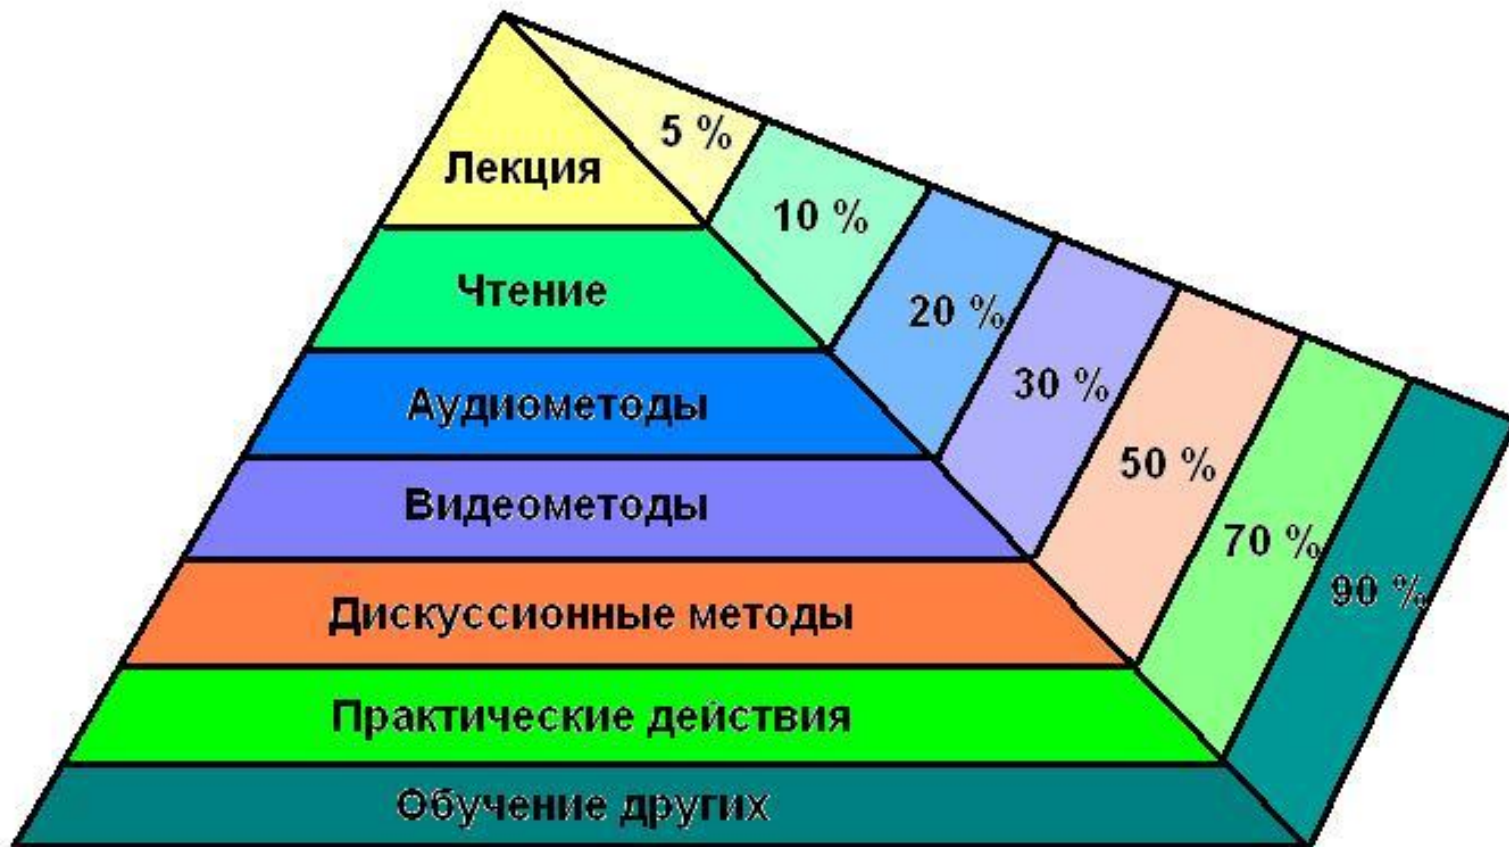 Лекция
5 %
Чтение
10 %
Аудиометоды
20 %
Видеометоды
30 %
Дискуссионные методы
50 %
Практические действия
70 %
Обучение других
90 %